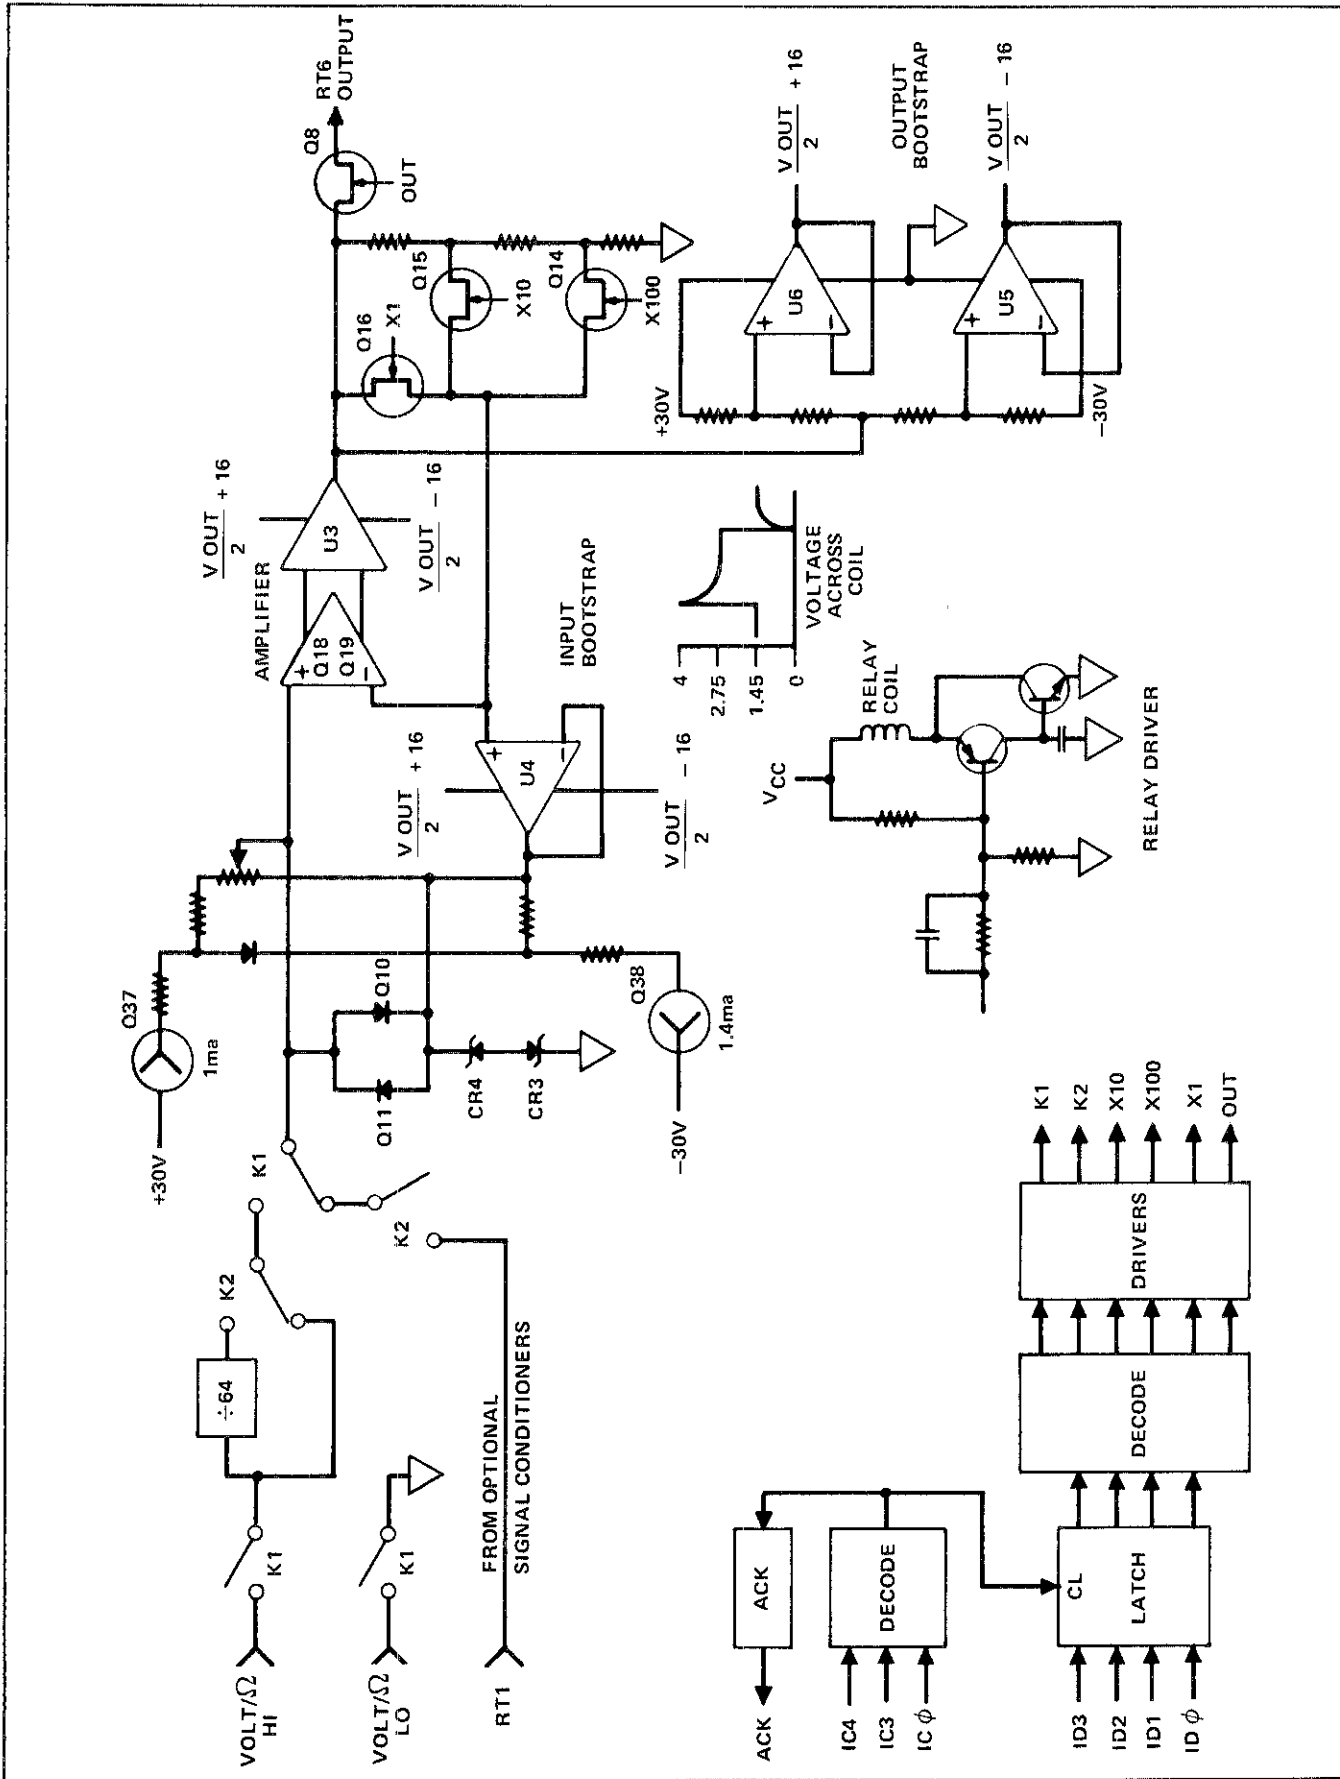 VOLT/Ω
HI
K1
÷64
K2
K1
VOLT/Ω
LO
K1
RT1
FROM OPTIONAL
SIGNAL CONDITIONERS
K2
+30V
Q37
1ma
Q11
Q10
CR4
CR3
−30V
Q38
1.4ma
AMPLIFIER
+
−
Q18
Q19
U3
V OUT
2
+ 16
V OUT
2
− 16
V OUT
2
+ 16
U4
+
−
V OUT
2
− 16
INPUT
BOOTSTRAP
Q16
X1
Q15
X10
Q14
X100
Q8
OUT
RT6
OUTPUT
+30V
−30V
+
−
U6
+
−
U5
V OUT
2
+ 16
OUTPUT
BOOTSTRAP
V OUT
2
− 16
4
2.75
1.45
0
VOLTAGE
ACROSS
COIL
VCC
RELAY
COIL
RELAY DRIVER
ACK
ACK
IC4
IC3
IC ϕ
DECODE
ID3
ID2
ID1
ID ϕ
CL
LATCH
DECODE
DRIVERS
K1
K2
X10
X100
X1
OUT